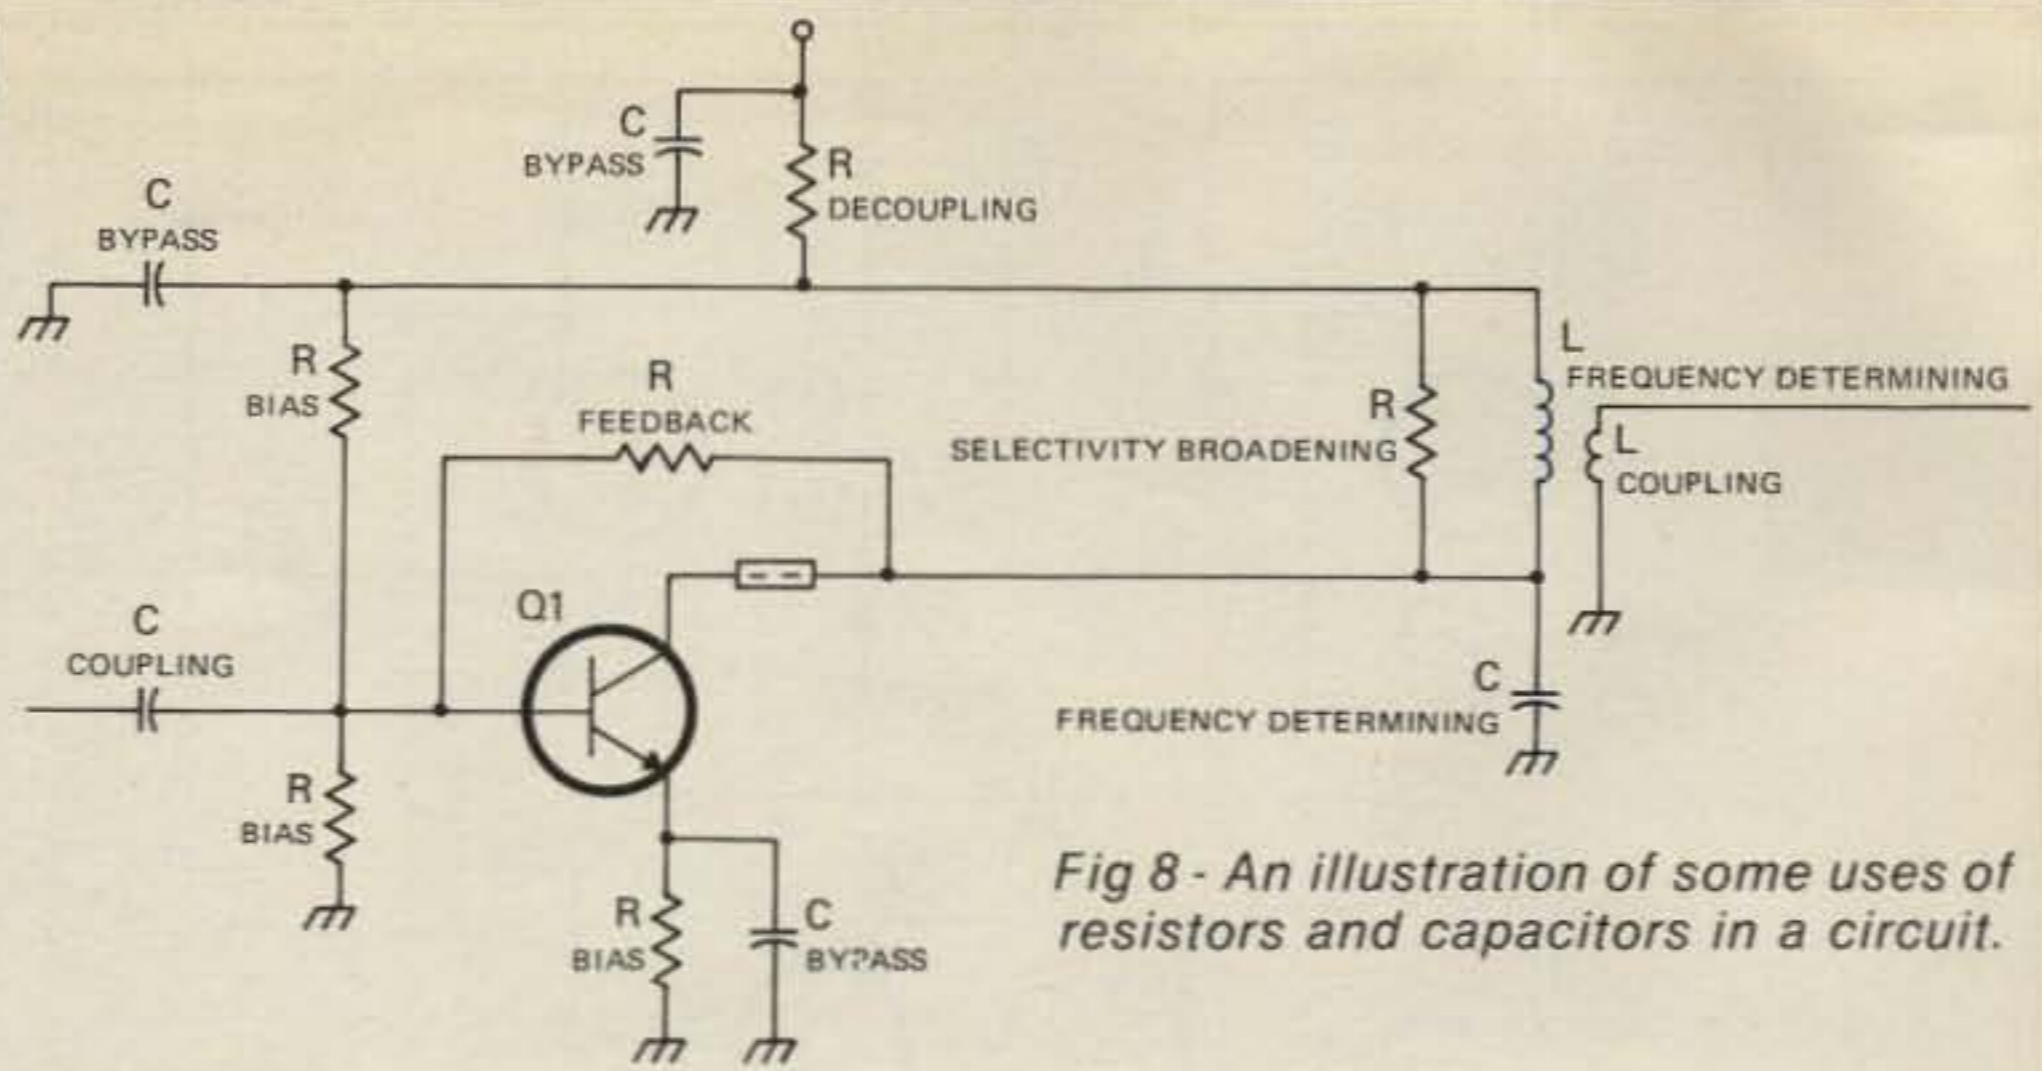 C
BYPASS
R
DECOUPLING
C
BYPASS
R
BIAS
R
FEEDBACK
L
FREQUENCY DETERMINING
R
SELECTIVITY BROADENING
L
COUPLING
Q1
C
COUPLING
C
FREQUENCY DETERMINING
R
BIAS
R
BIAS
C
BYPASS
Fig 8 - An illustration of some uses of
resistors and capacitors in a circuit.